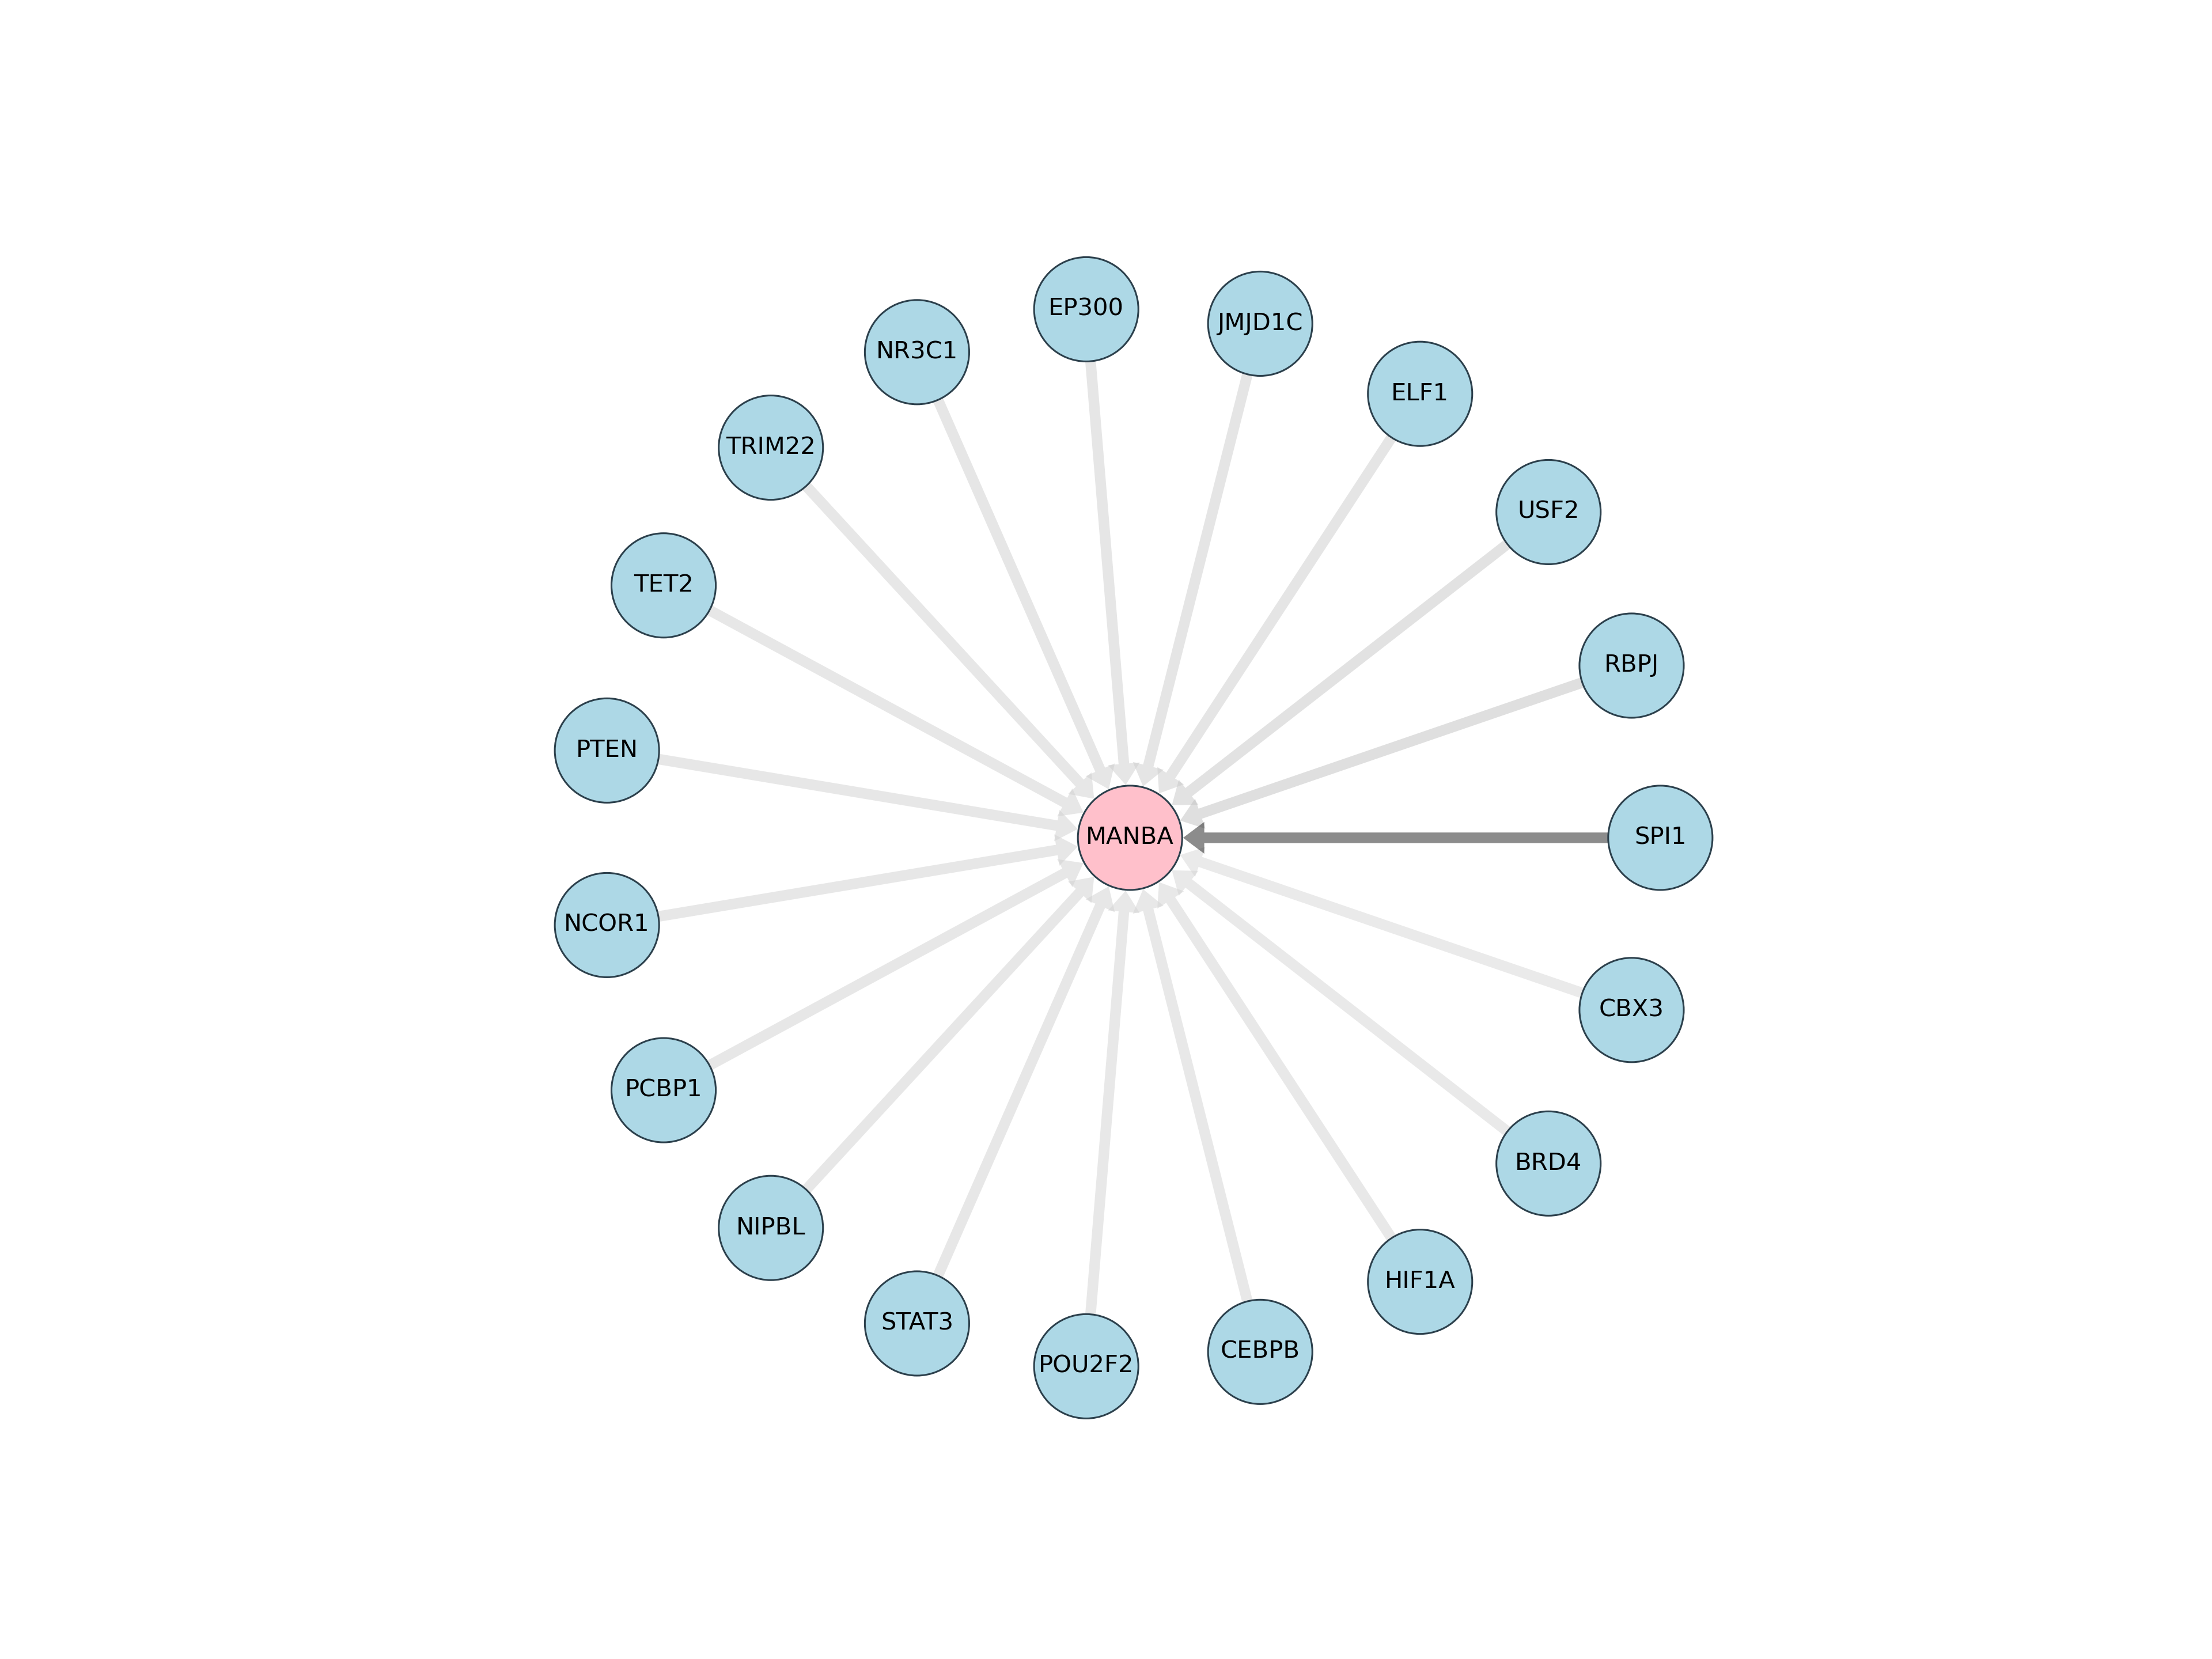 EP300
JMJD1C
NR3C1
ELF1
TRIM22
USF2
TET2
RBPJ
PTEN
MANBA
SPI1
NCOR1
CBX3
PCBP1
BRD4
NIPBL
HIF1A
STAT3
CEBPB
POU2F2